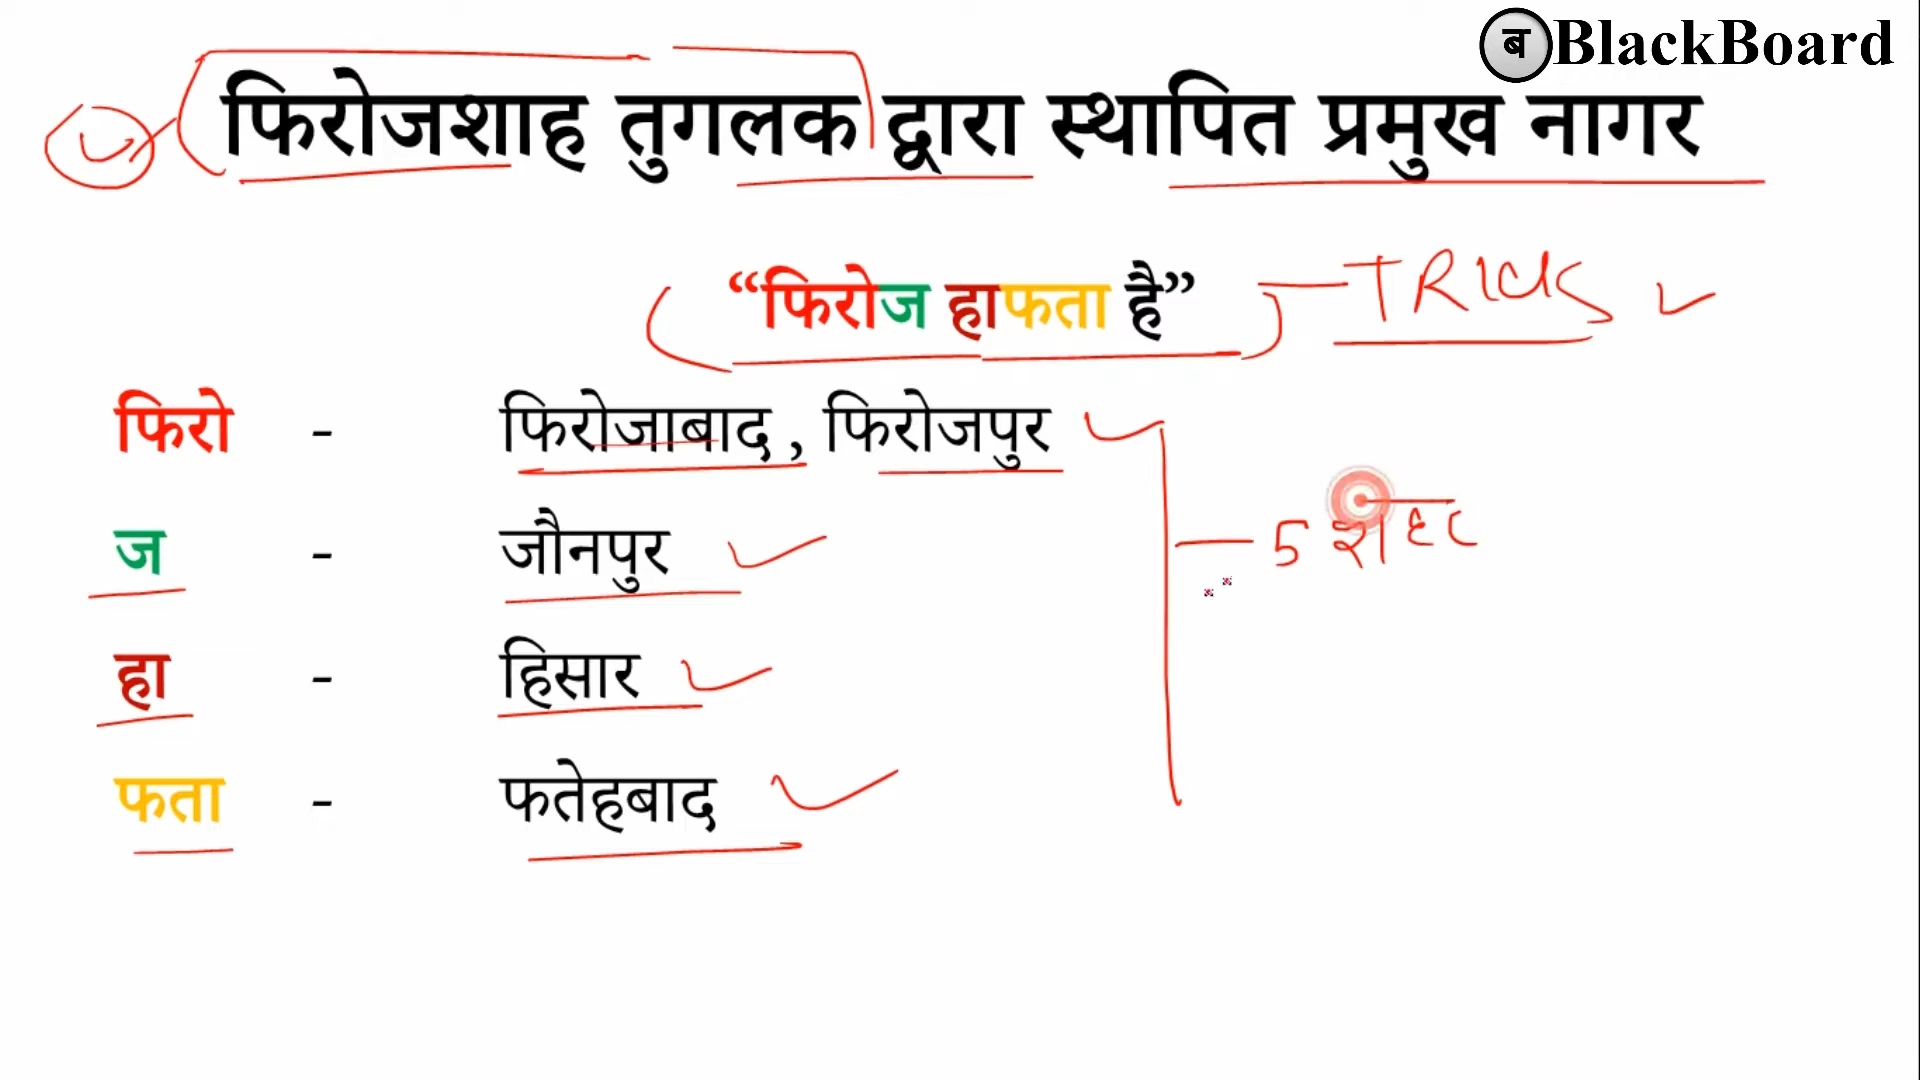 ब BlackBoard
फिरोजशाह तुगलक द्वारा स्थापित प्रमुख नागर
“फिरोज हाफता है” - TRICKS
फिरो - फिरोजाबाद , फिरोजपुर
ज - जौनपुर
5 शहर
हा - हिसार
फता - फतेहबाद